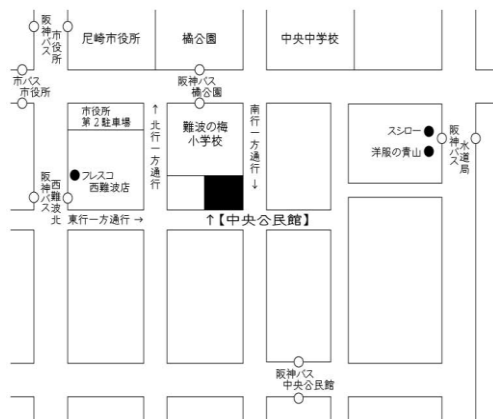 阪神バス
市役所
尼崎市役所
橘公園
中央中学校
市バス
市役所
阪神バス
橘公園
市役所
第2駐車場
↑北行一方通行
難波の梅
小学校
南行一方通行↓
スシロー
洋服の青山
阪神バス
水道局
フレスコ
西難波店
阪神バス
西難波北
東行一方通行→
↑【中央公民館】
阪神バス
中央公民館